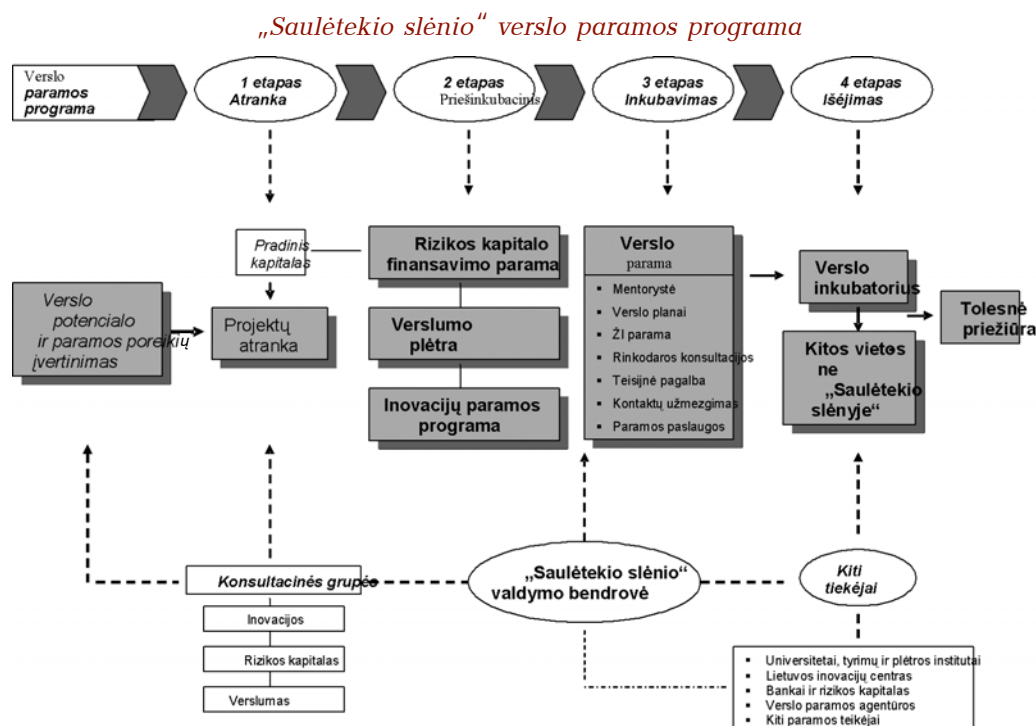 „Saulėtekio slėnio“ verslo paramos programa
Verslo
paramos
programa
1 etapas
Atranka
2 etapas
Priešinkubacinis
3 etapas
Inkubavimas
4 etapas
Išėjimas
Pradinis
kapitalas
Verslo
potencialo
ir paramos poreikių
įvertinimas
Projektų
atranka
Rizikos kapitalo
finansavimo parama
Verslumo
plėtra
Inovacijų paramos
programa
Verslo
parama
▪ Mentorystė
▪ Verslo planai
▪ ŽI parama
▪ Rinkodaros konsultacijos
▪ Teisijnė pagalba
▪ Kontaktų užmezgimas
▪ Paramos paslaugos
Verslo
inkubatorius
Kitos vietos
ne
„Saulėtekio
slėnyje“
Tolesnė
priežiūra
Konsultacinės grupės
Inovacijos
Rizikos kapitalas
Verslumas
„Saulėtekio slėnio“
valdymo bendrovė
Kiti
tiekėjai
▪ Universitetai, tyrimų ir plėtros institutai
▪ Lietuvos inovacijų centras
▪ Bankai ir rizikos kapitalas
▪ Verslo paramos agentūros
▪ Kiti paramos teikėjai